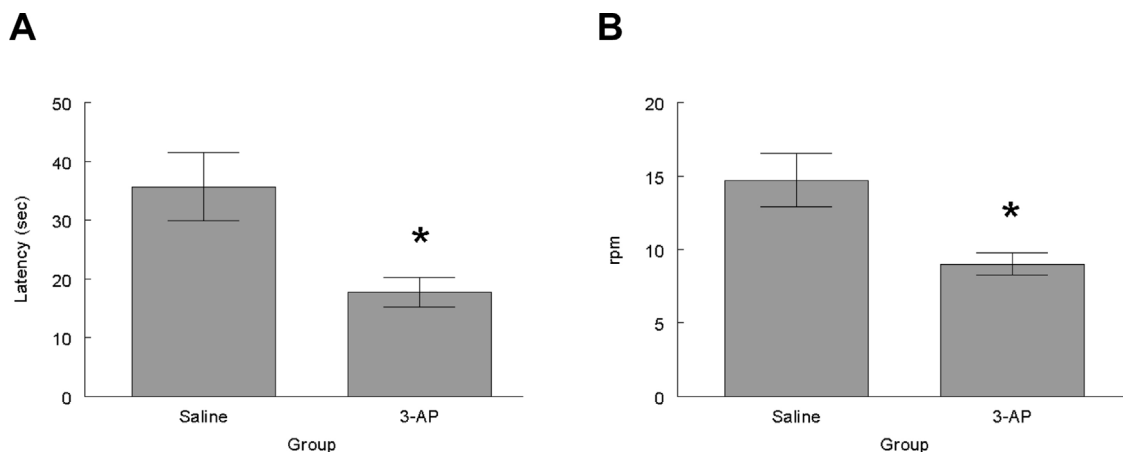 A
B
50
40
30
20
10
0
Latency (sec)
*
Saline
3-AP
Group
20
15
10
5
0
rpm
*
Saline
3-AP
Group